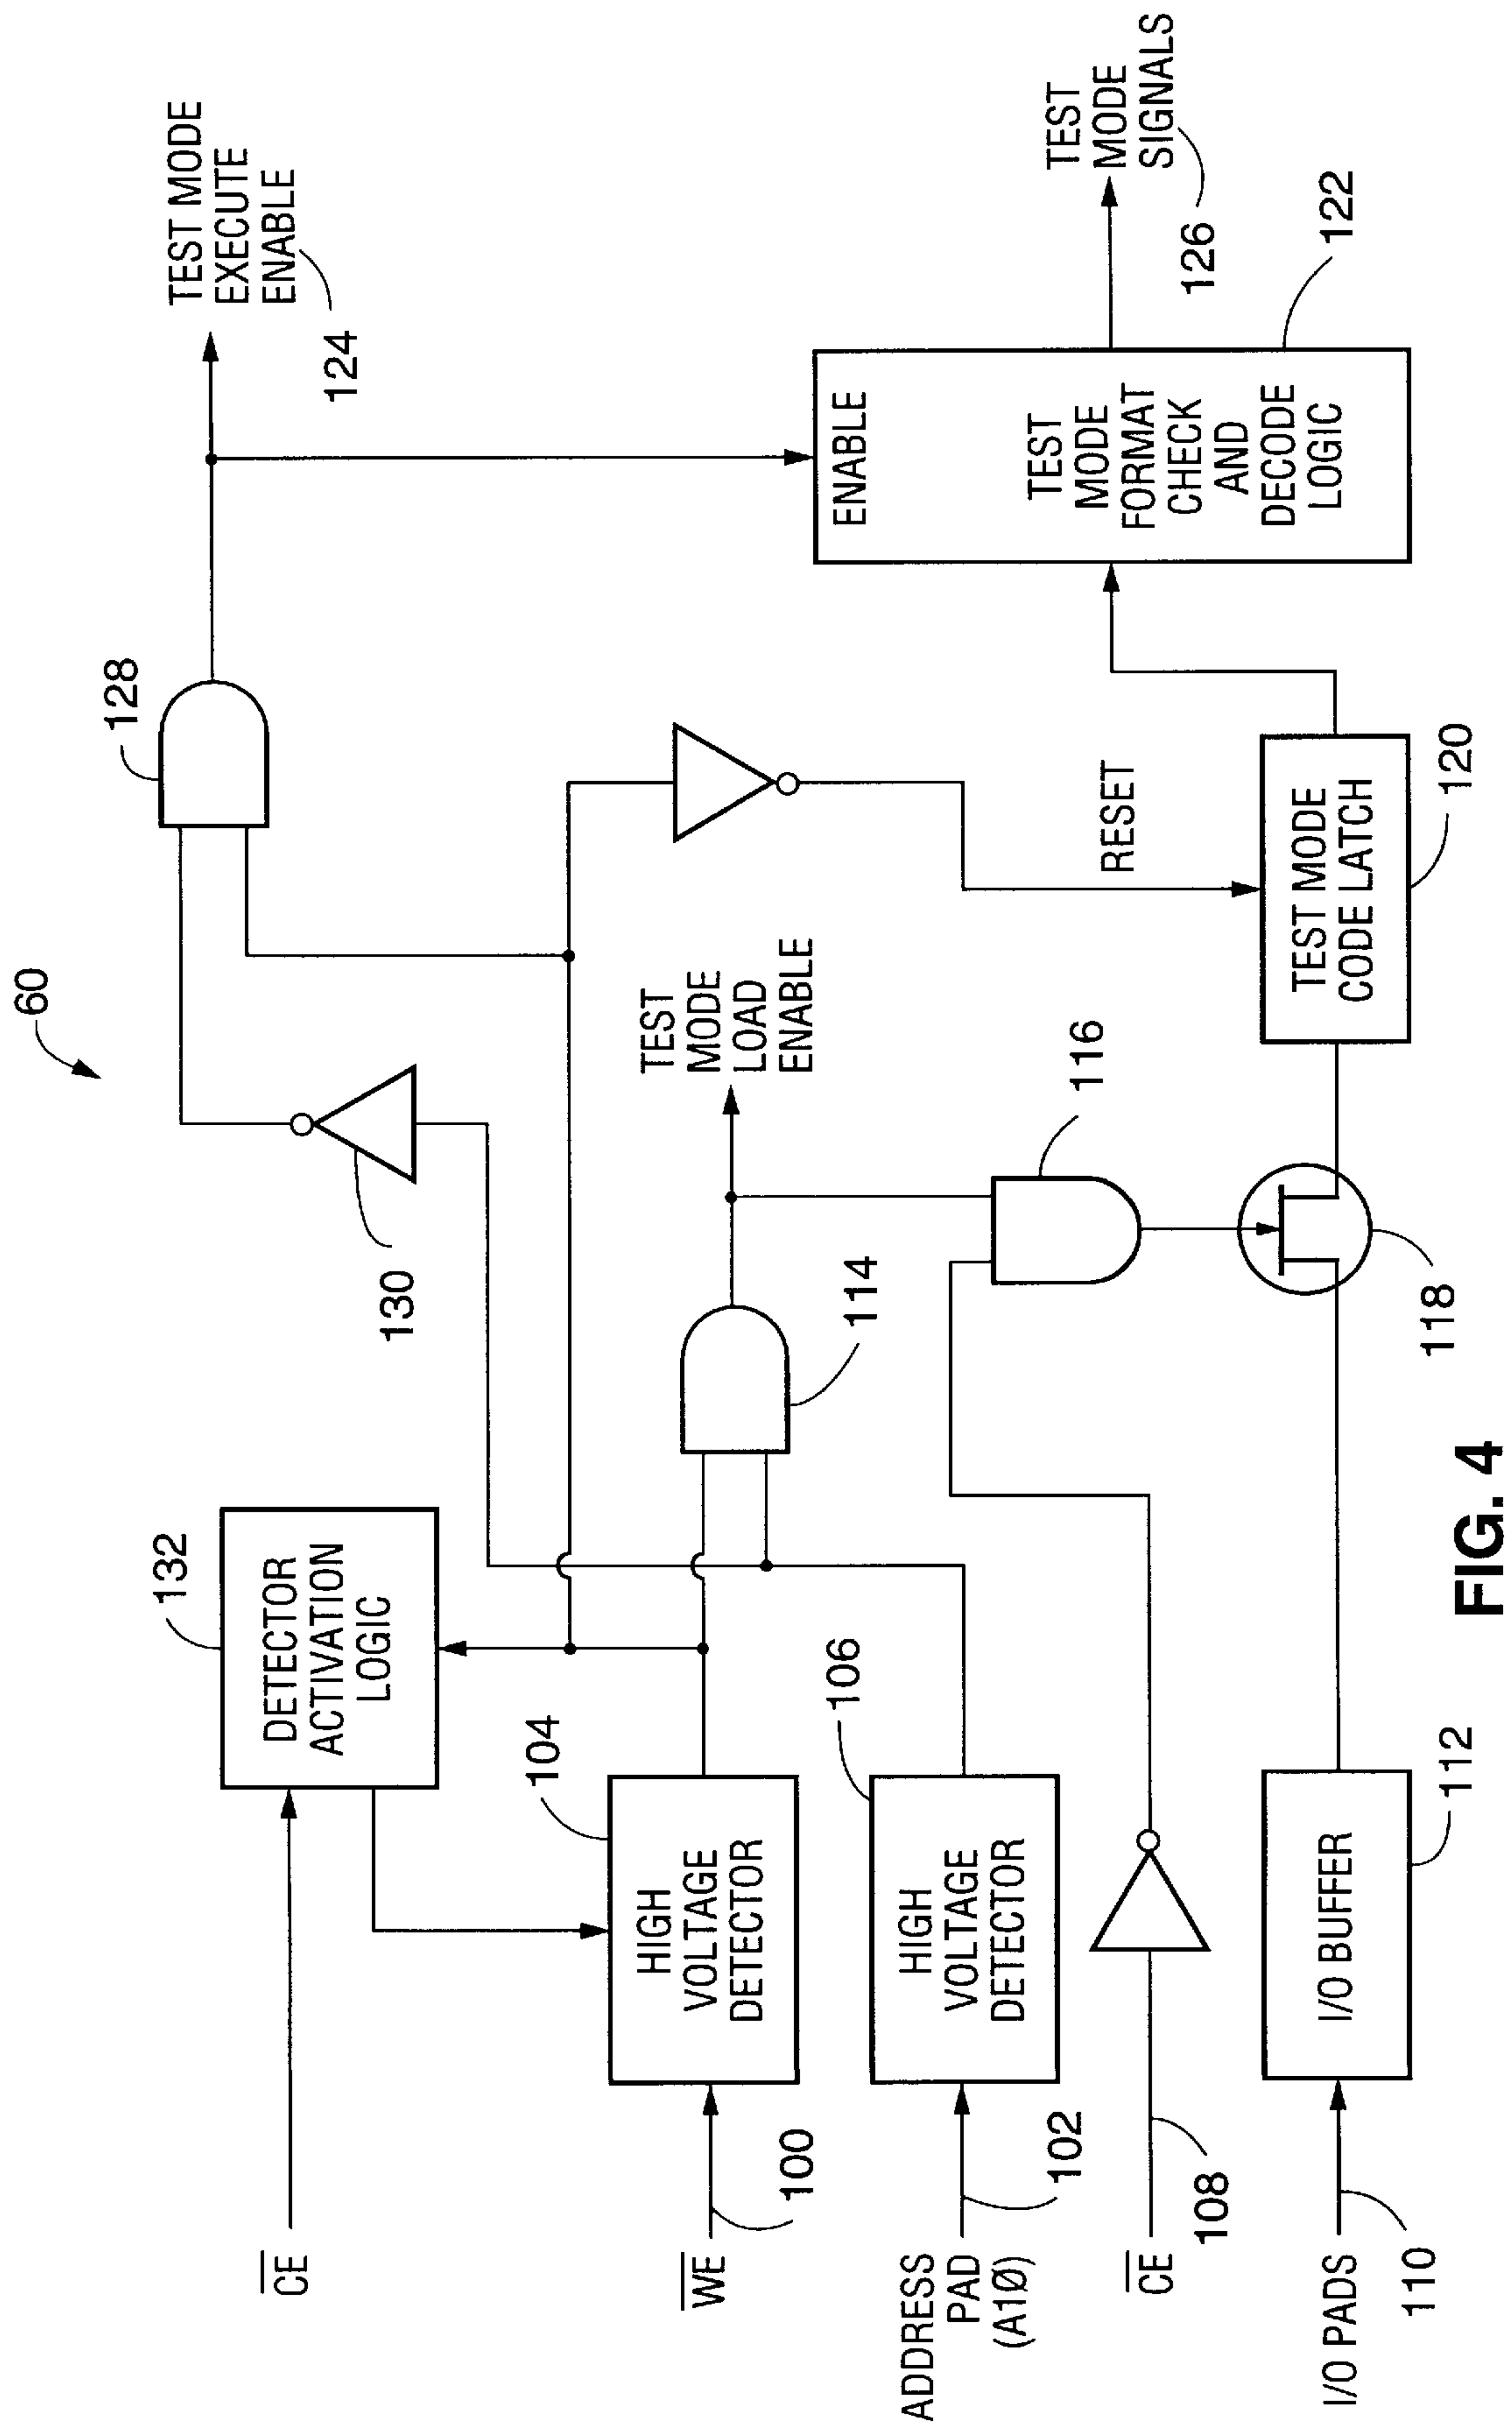 60
CE
132
DETECTOR
ACTIVATION
LOGIC
130
128
TEST MODE
EXECUTE
ENABLE
124
WE
100
104
HIGH
VOLTAGE
DETECTOR
114
TEST
MODE
LOAD
ENABLE
ADDRESS
PAD
(A1Ø)
102
106
HIGH
VOLTAGE
DETECTOR
CE
108
116
RESET
ENABLE
TEST
MODE
FORMAT
CHECK
AND
DECODE
LOGIC
122
TEST
MODE
SIGNALS
126
I/O PADS
110
I/O BUFFER
112
118
TEST MODE
CODE LATCH
120
FIG. 4